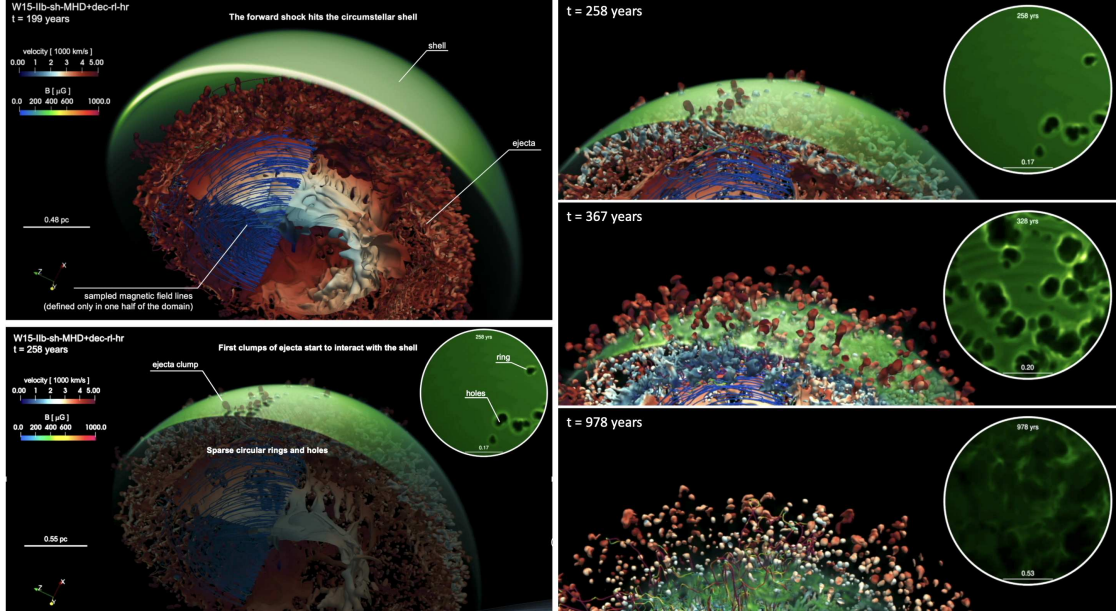 W15-IIb-sh-MHD+dec-rl-hr
t = 199 years
The forward shock hits the circumstellar shell
velocity [ 1000 km/s ]
0.00 1 2 3 4 5.00
B [ µG ]
0 200 400 600 1000.0
shell
ejecta
0.48 pc
X
Z
Y
sampled magnetic field lines
(defined only in one half of the domain)
W15-IIb-sh-MHD+dec-rl-hr
t = 258 years
First clumps of ejecta start to interact with the shell
ejecta clump
velocity [ 1000 km/s ]
0.00 1 2 3 4 5.00
B [ µG ]
0.0 200 400 600 1000.0
258 yrs
ring
holes
0.17
Sparse circular rings and holes
0.55 pc
X
Z
Y
t = 258 years
258 yrs
0.17
t = 367 years
328 yrs
0.20
t = 978 years
978 yrs
0.53